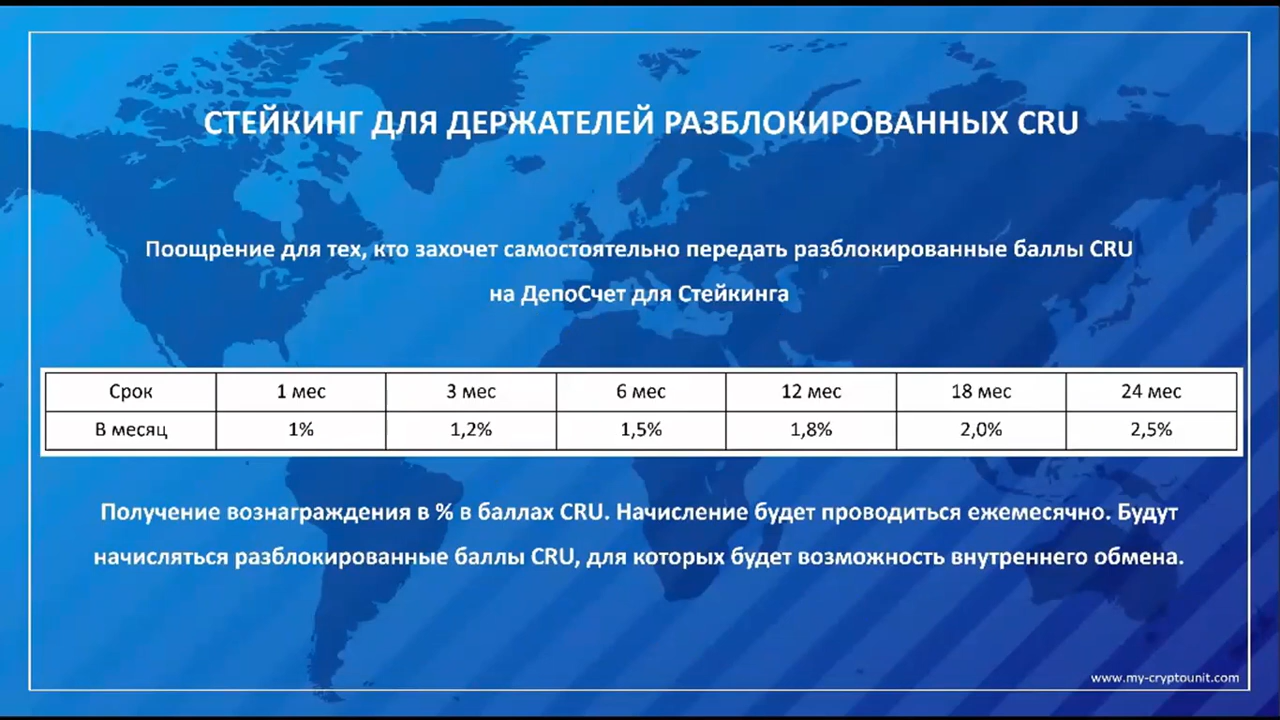 СТЕЙКИНГ ДЛЯ ДЕРЖАТЕЛЕЙ РАЗБЛОКИРОВАННЫХ CRU
Поощрение для тех, кто захочет самостоятельно передать разблокированные баллы CRU
на ДепоСчет для Стейкинга
Срок 1 мес 3 мес 6 мес 12 мес 18 мес 24 мес
В месяц 1% 1,2% 1,5% 1,8% 2,0% 2,5%
Получение вознаграждения в % в баллах CRU. Начисление будет проводиться ежемесячно. Будут
начисляться разблокированные баллы CRU, для которых будет возможность внутреннего обмена.
www.my-cryptounit.com